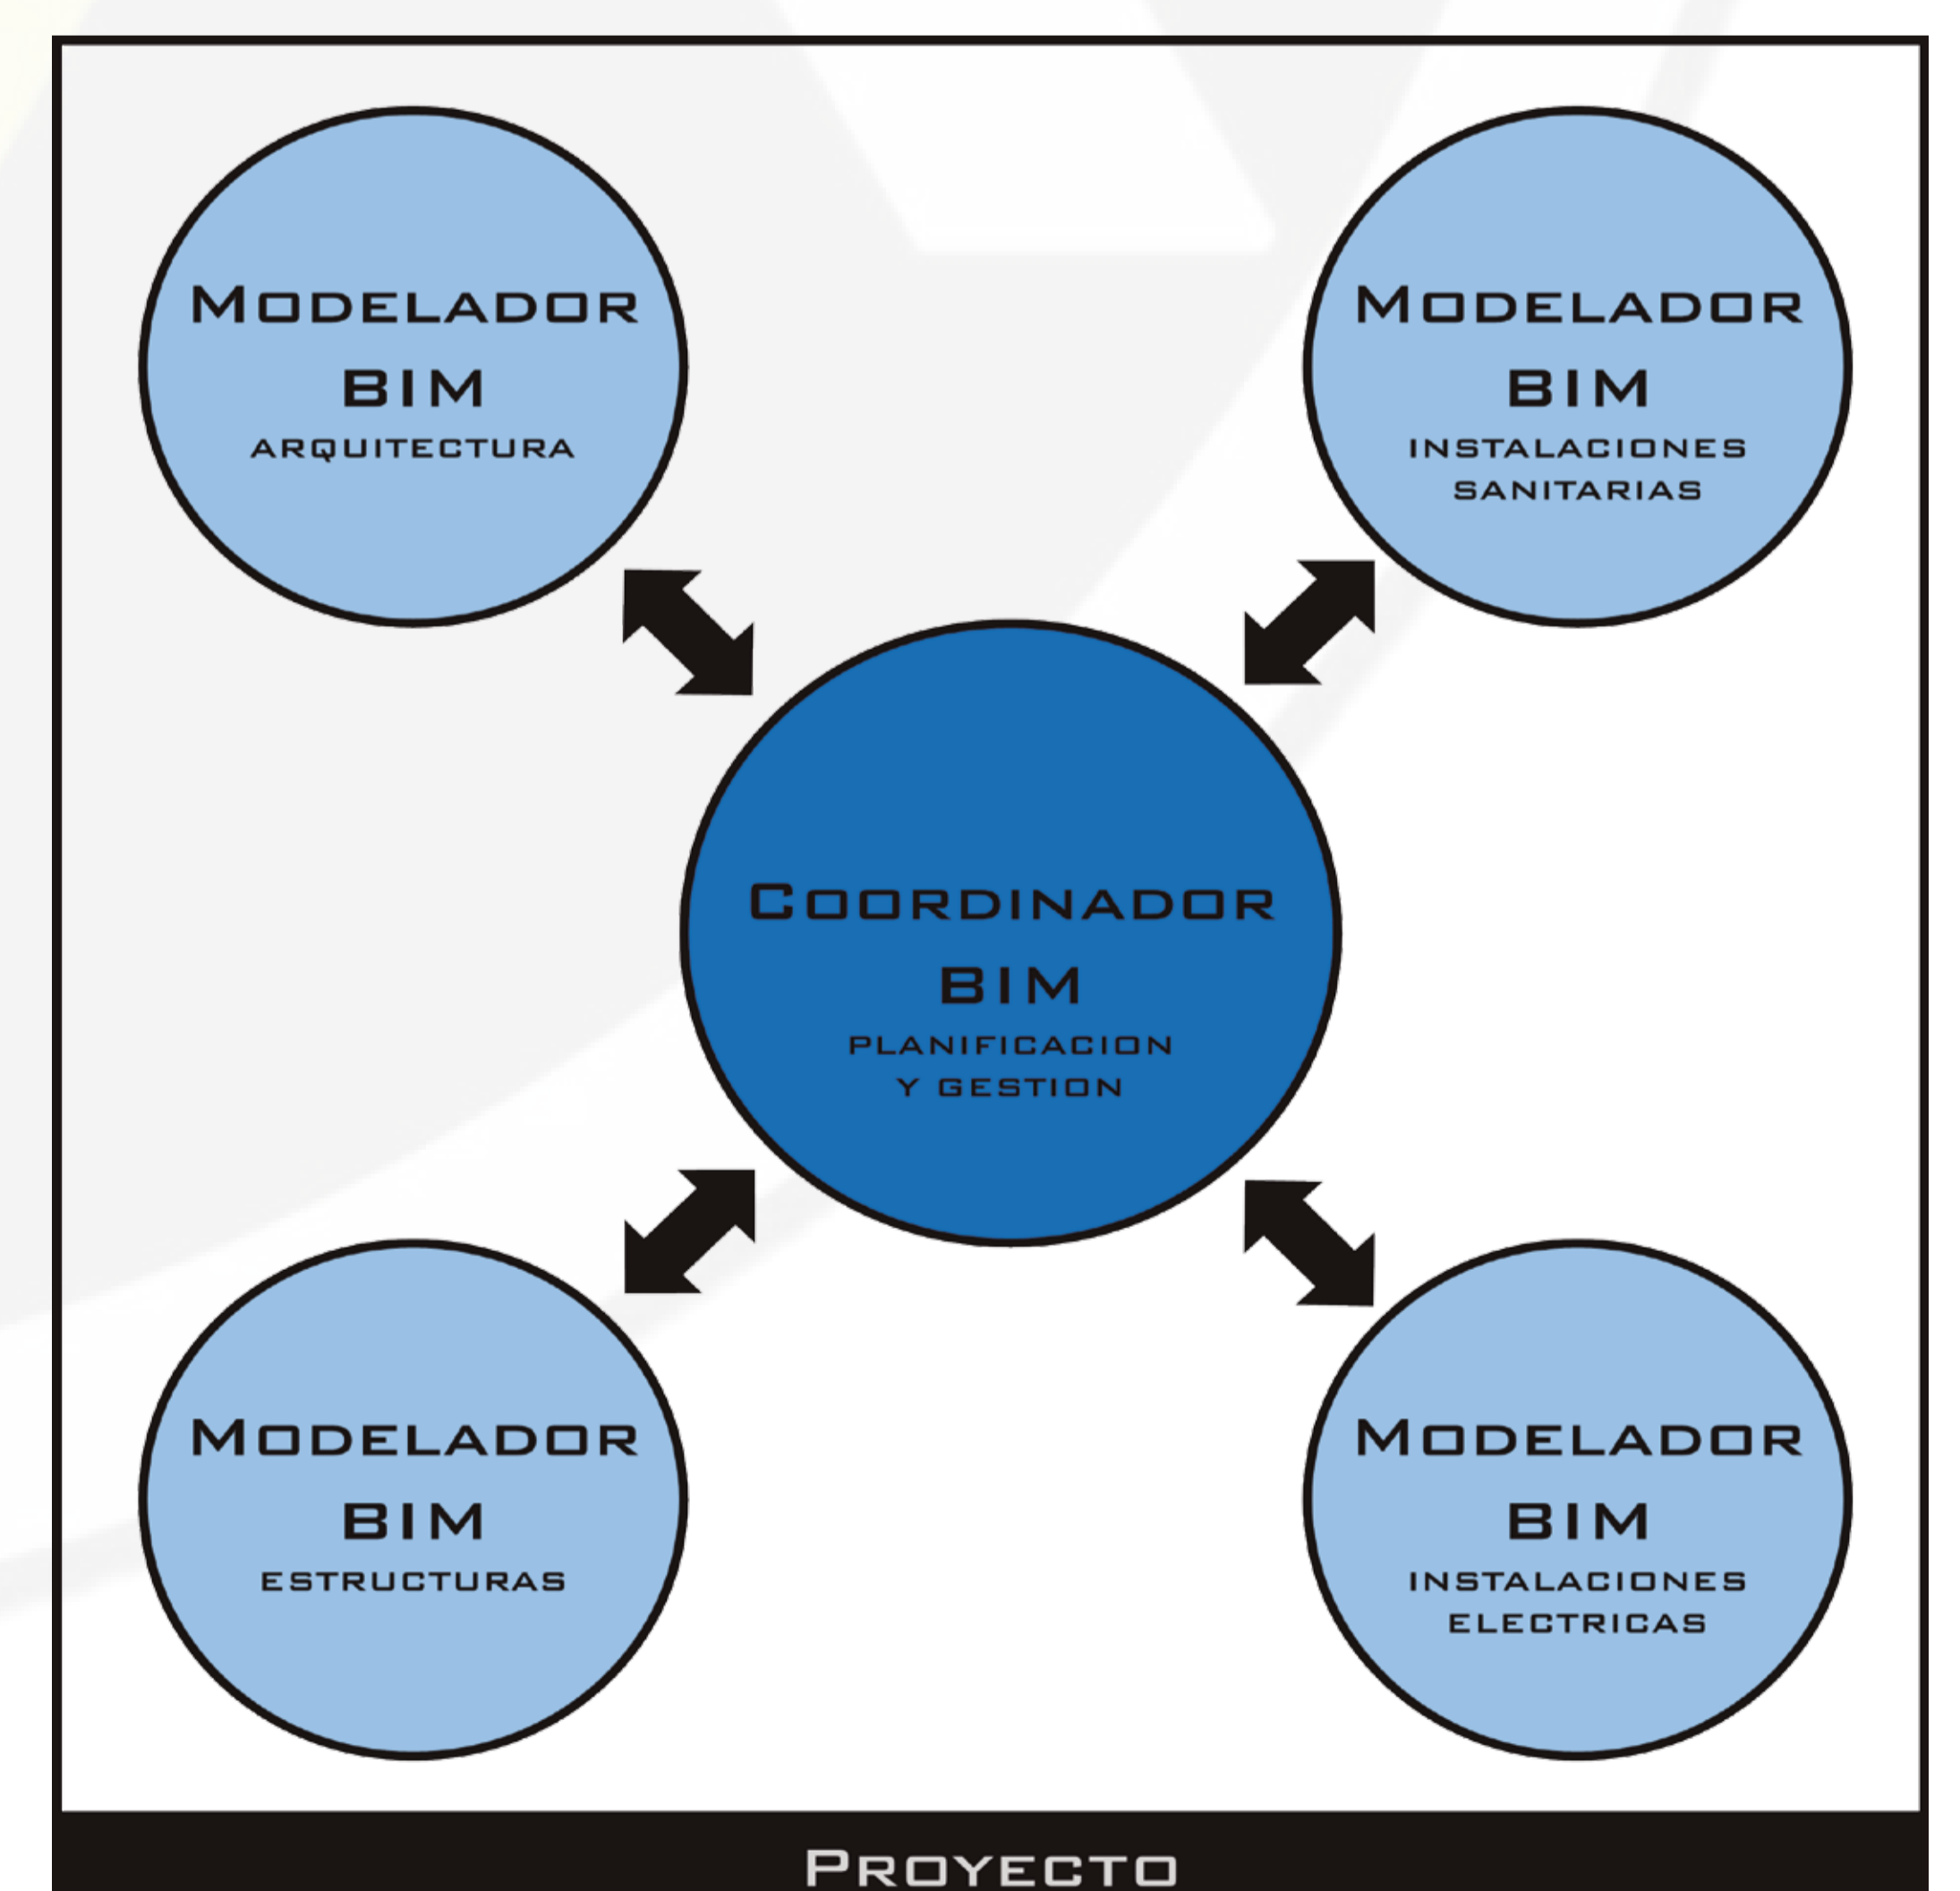 MODELADOR
BIM
ARQUITECTURA
MODELADOR
BIM
INSTALACIONES
SANITARIAS
COORDINADOR
BIM
PLANIFICACION
Y GESTION
MODELADOR
BIM
ESTRUCTURAS
MODELADOR
BIM
INSTALACIONES
ELECTRICAS
PROYECTO